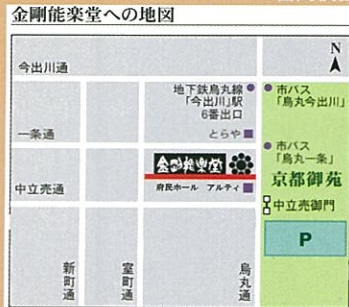 金剛能楽堂への地図
N
今出川通
地下鉄烏丸線
「今出川」駅
6番出口
市バス
「烏丸今出川」
一条通
とらや
市バス
「烏丸一条」
金剛能楽堂
京都御苑
中立売通
府民ホール アルティ
中立売御門
P
新町通
室町通
烏丸通